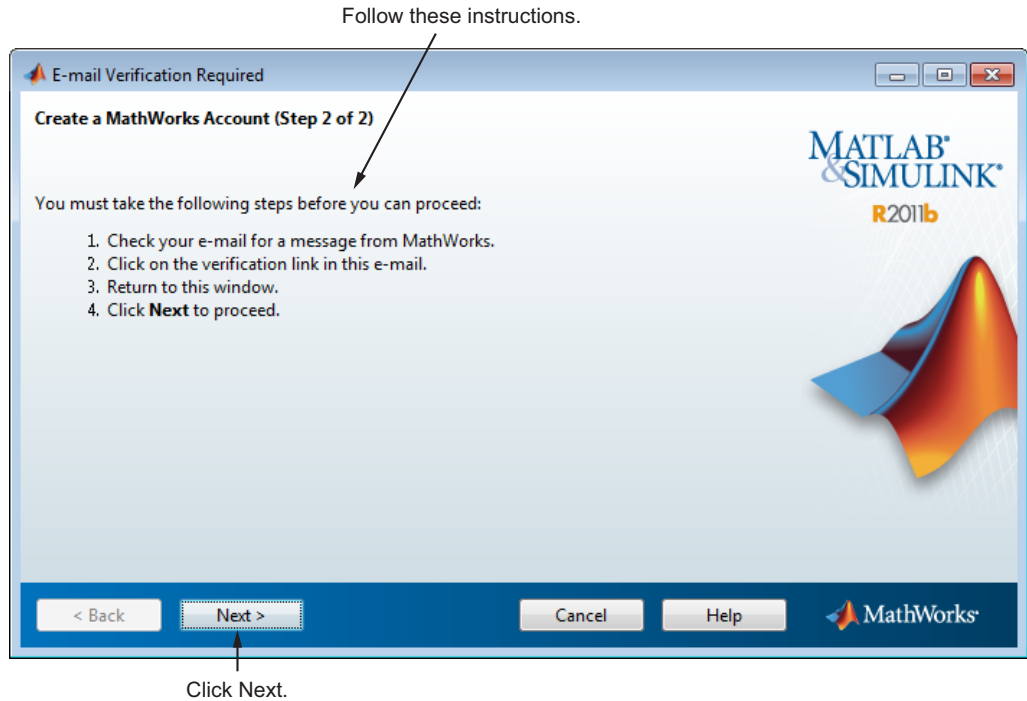 Follow these instructions.
E-mail Verification Required
Create a MathWorks Account (Step 2 of 2)
MATLAB®
&SIMULINK®
R2011b
You must take the following steps before you can proceed:
1. Check your e-mail for a message from MathWorks.
2. Click on the verification link in this e-mail.
3. Return to this window.
4. Click Next to proceed.
< Back
Next >
Cancel
Help
MathWorks®
Click Next.